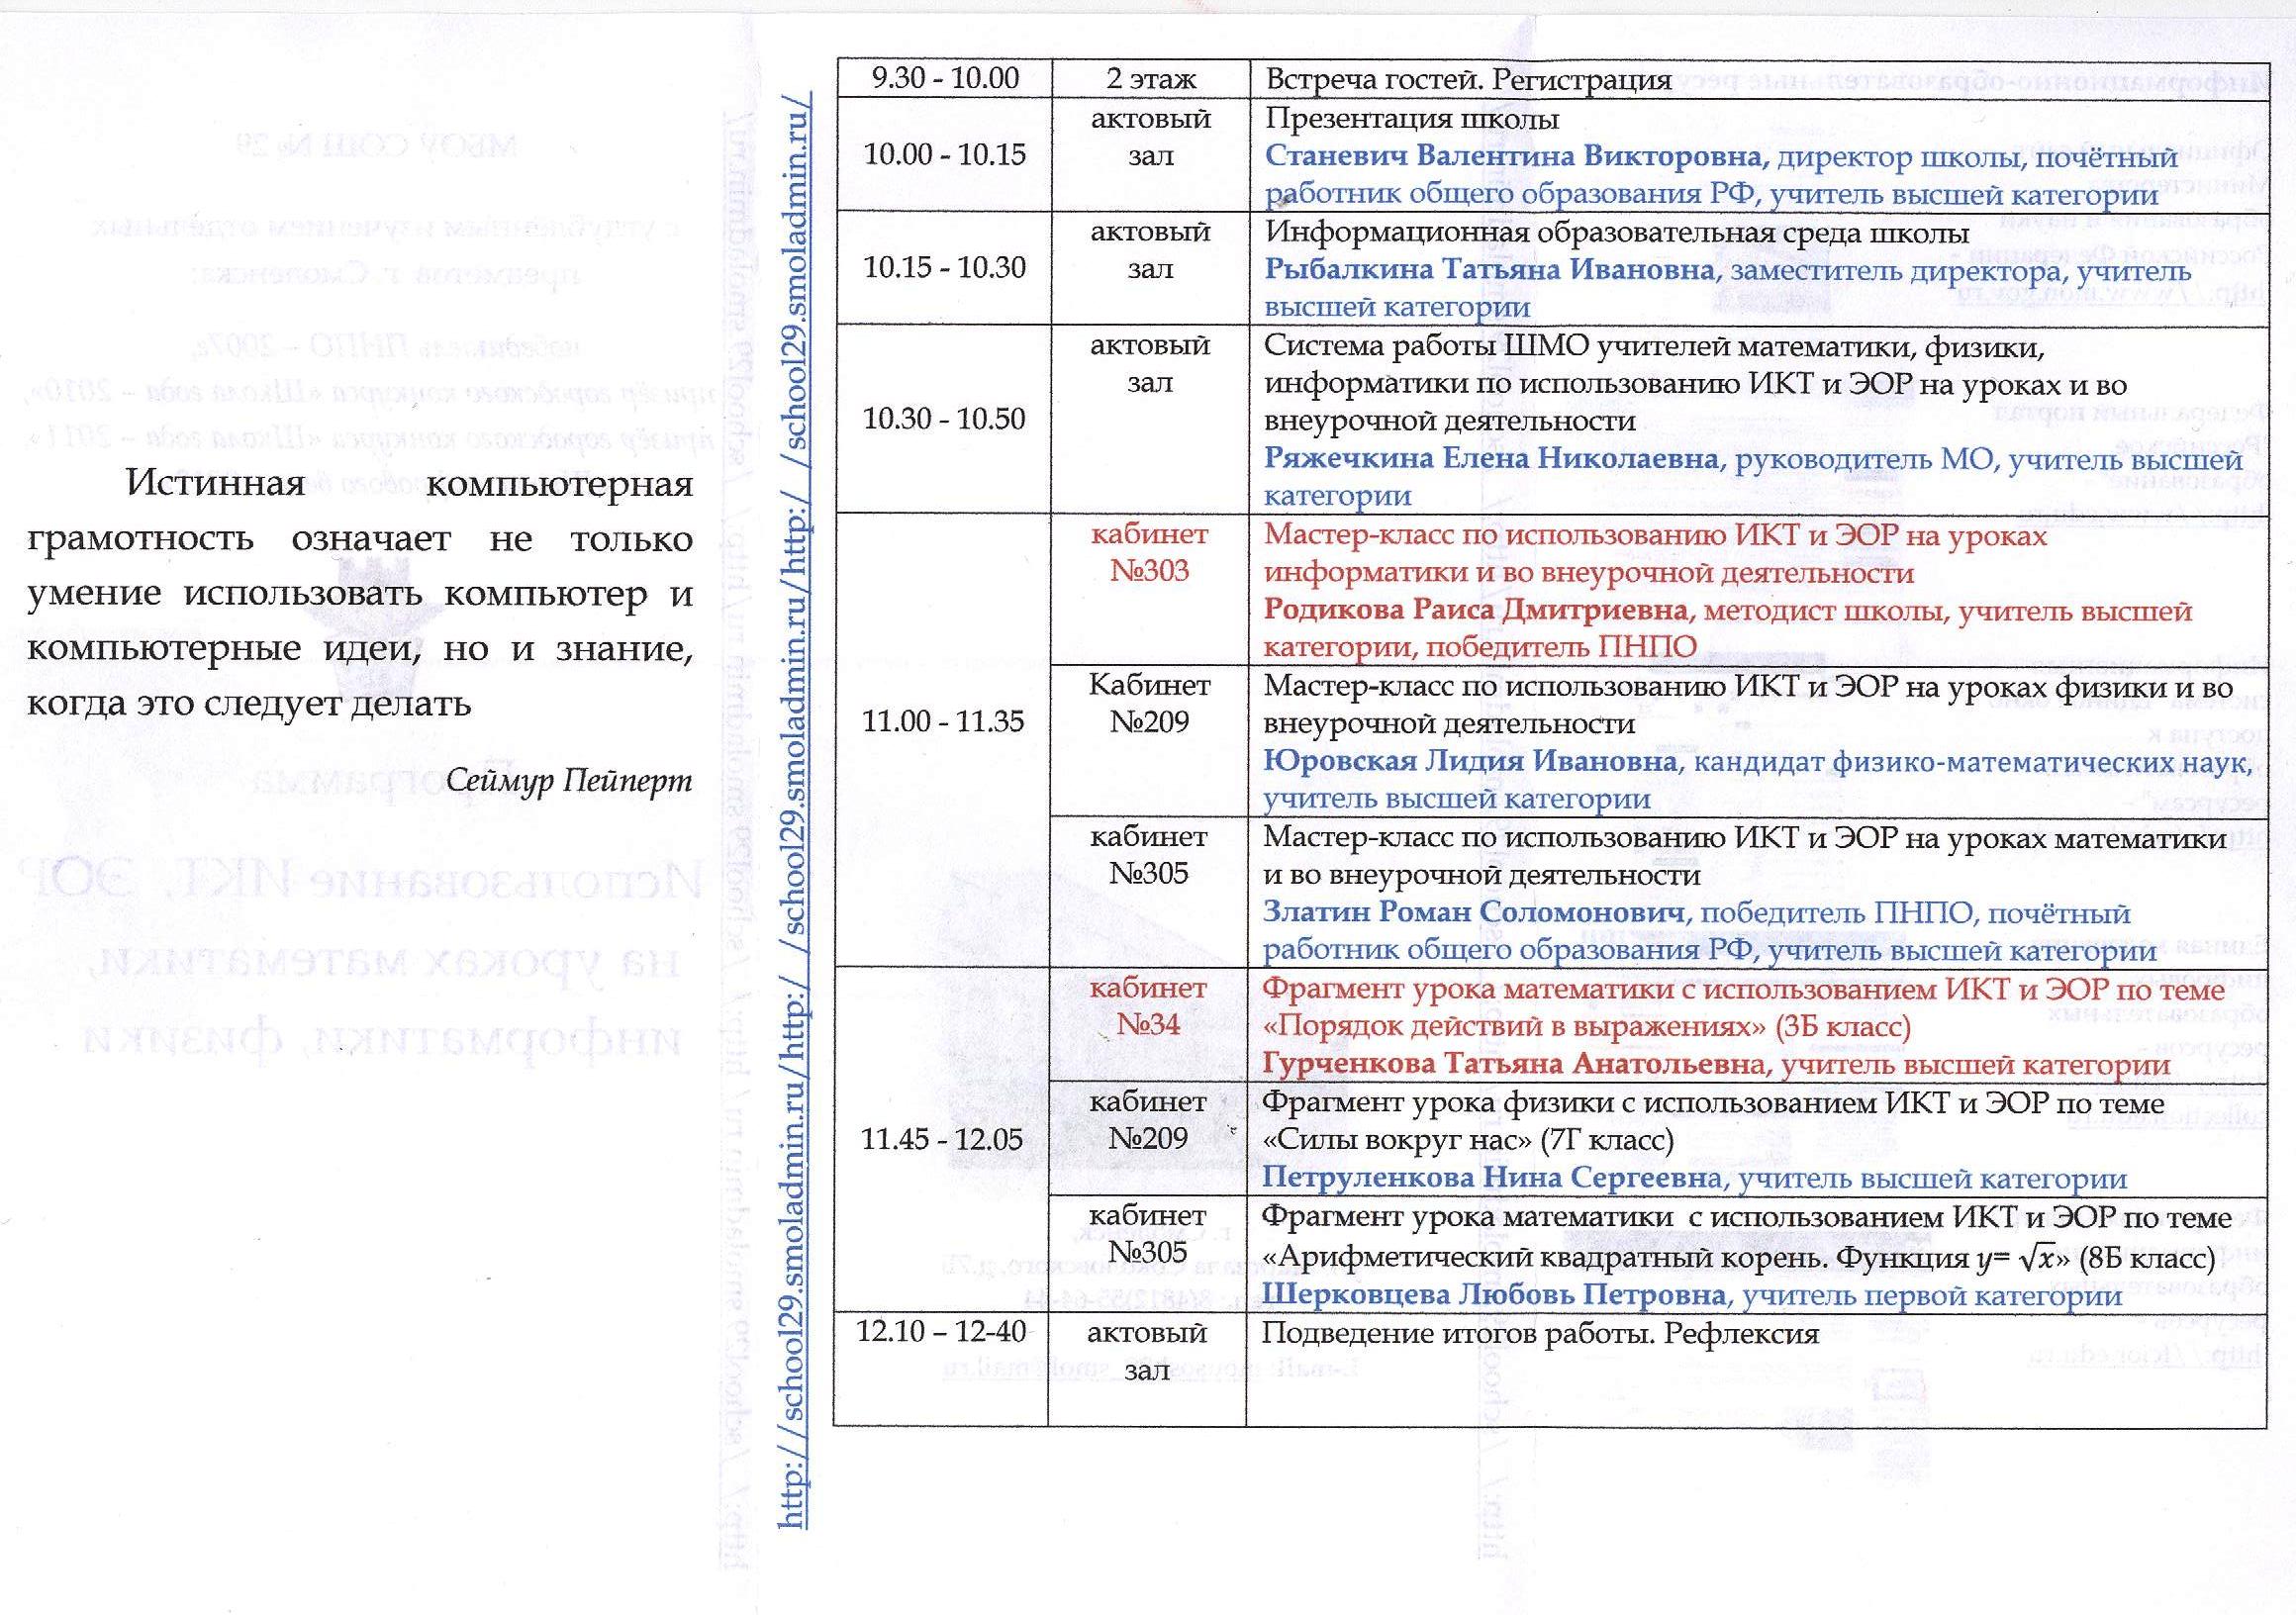 Истинная компьютерная
грамотность означает не только
умение использовать компьютер и
компьютерные идеи, но и знание,
когда это следует делать
Сеймур Пейперт
http://school29.smoladmin.ru/http://school29.smoladmin.ru/http://school29.smoladmin.ru/
9.30 - 10.00
2 этаж
Встреча гостей. Регистрация
10.00 - 10.15
актовый
зал
Презентация школы
Станевич Валентина Викторовна, директор школы, почётный
работник общего образования РФ, учитель высшей категории
10.15 - 10.30
актовый
зал
Информационная образовательная среда школы
Рыбалкина Татьяна Ивановна, заместитель директора, учитель
высшей категории
10.30 - 10.50
актовый
зал
Система работы ШМО учителей математики, физики,
информатики по использованию ИКТ и ЭОР на уроках и во
внеурочной деятельности
Ряжечкина Елена Николаевна, руководитель МО, учитель высшей
категории
11.00 - 11.35
кабинет
№303
Мастер-класс по использованию ИКТ и ЭОР на уроках
информатики и во внеурочной деятельности
Родикова Раиса Дмитриевна, методист школы, учитель высшей
категории, победитель ПНПО
Кабинет
№209
Мастер-класс по использованию ИКТ и ЭОР на уроках физики и во
внеурочной деятельности
Юровская Лидия Ивановна, кандидат физико-математических наук,
учитель высшей категории
кабинет
№305
Мастер-класс по использованию ИКТ и ЭОР на уроках математики
и во внеурочной деятельности
Златин Роман Соломонович, победитель ПНПО, почётный
работник общего образования РФ, учитель высшей категории
11.45 - 12.05
кабинет
№34
Фрагмент урока математики с использованием ИКТ и ЭОР по теме
«Порядок действий в выражениях» (3Б класс)
Гурченкова Татьяна Анатольевна, учитель высшей категории
кабинет
№209
Фрагмент урока физики с использованием ИКТ и ЭОР по теме
«Силы вокруг нас» (7Г класс)
Петруленкова Нина Сергеевна, учитель высшей категории
кабинет
№305
Фрагмент урока математики с использованием ИКТ и ЭОР по теме
«Арифметический квадратный корень. Функция y= √x» (8Б класс)
Шерковцева Любовь Петровна, учитель первой категории
12.10 – 12-40
актовый
зал
Подведение итогов работы. Рефлексия